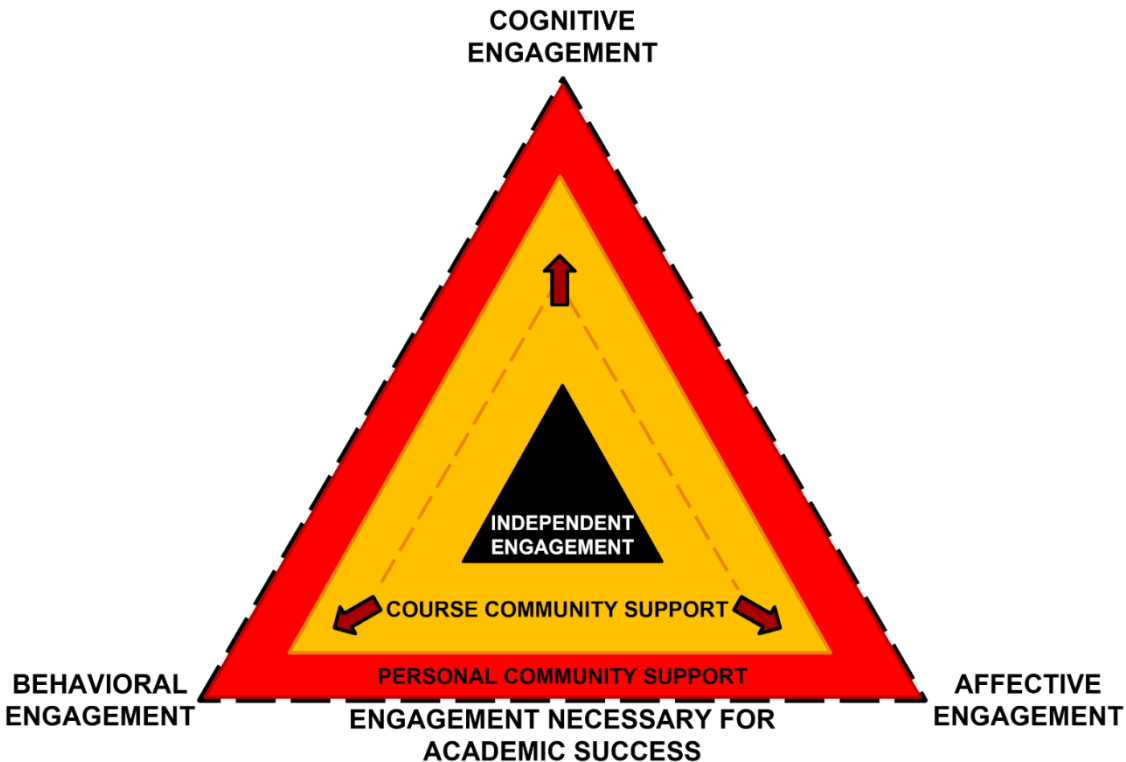 COGNITIVE
ENGAGEMENT
INDEPENDENT
ENGAGEMENT
COURSE COMMUNITY SUPPORT
PERSONAL COMMUNITY SUPPORT
BEHAVIORAL
ENGAGEMENT
AFFECTIVE
ENGAGEMENT
ENGAGEMENT NECESSARY FOR
ACADEMIC SUCCESS